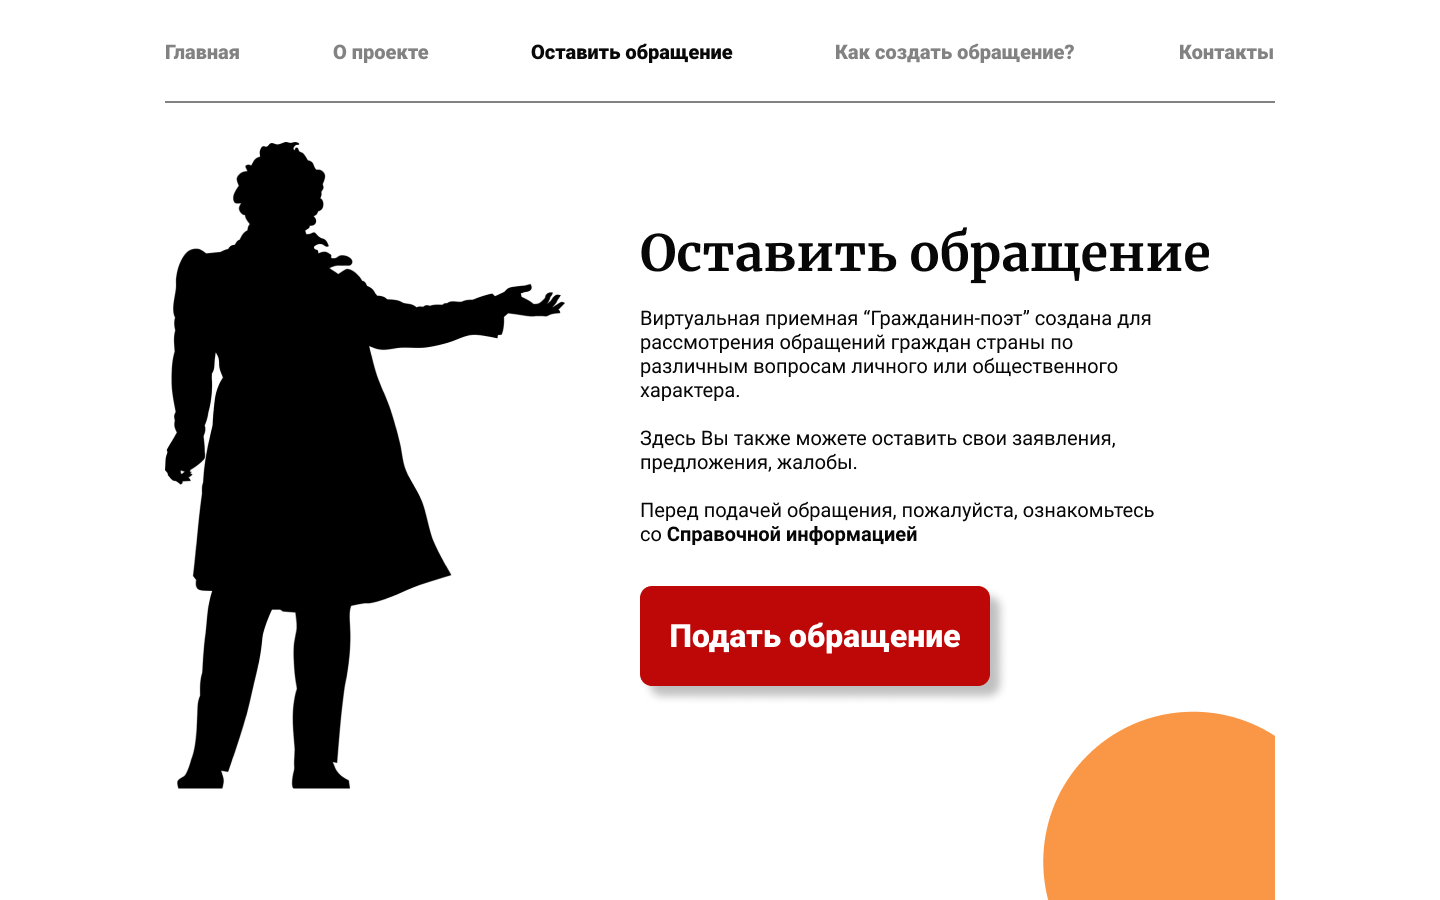 Главная
О проекте
Оставить обращение
Как создать обращение?
Контакты
Оставить обращение
Виртуальная приемная “Гражданин-поэт” создана для
рассмотрения обращений граждан страны по
различным вопросам личного или общественного
характера.
Здесь Вы также можете оставить свои заявления,
предложения, жалобы.
Перед подачей обращения, пожалуйста, ознакомьтесь
со Справочной информацией
Подать обращение